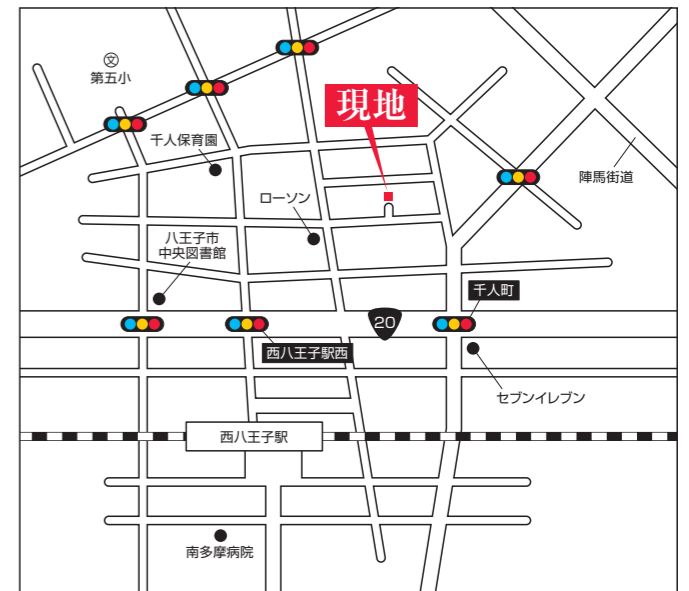 文
第五小
現地
千人保育園
陣馬街道
ローソン
八王子市
中央図書館
千人町
20
西八王子駅西
セブンイレブン
西八王子駅
南多摩病院